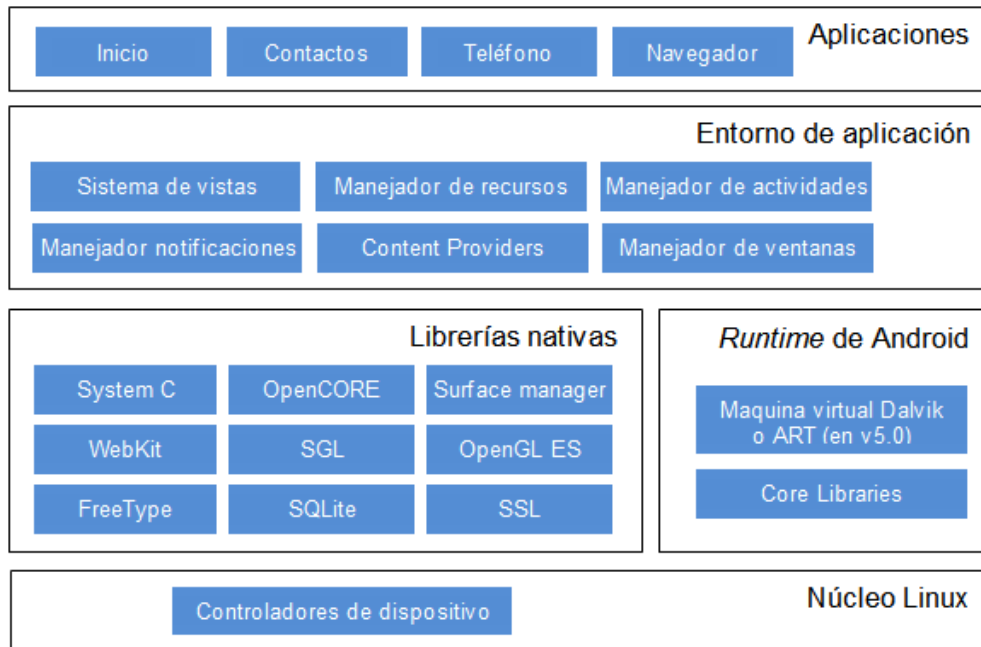 Aplicaciones
Inicio
Contactos
Teléfono
Navegador
Entorno de aplicación
Sistema de vistas
Manejador de recursos
Manejador de actividades
Manejador notificaciones
Content Providers
Manejador de ventanas
Librerías nativas
System C
OpenCORE
Surface manager
WebKit
SGL
OpenGL ES
FreeType
SQLite
SSL
Runtime de Android
Maquina virtual Dalvik
o ART (en v5.0)
Core Libraries
Núcleo Linux
Controladores de dispositivo